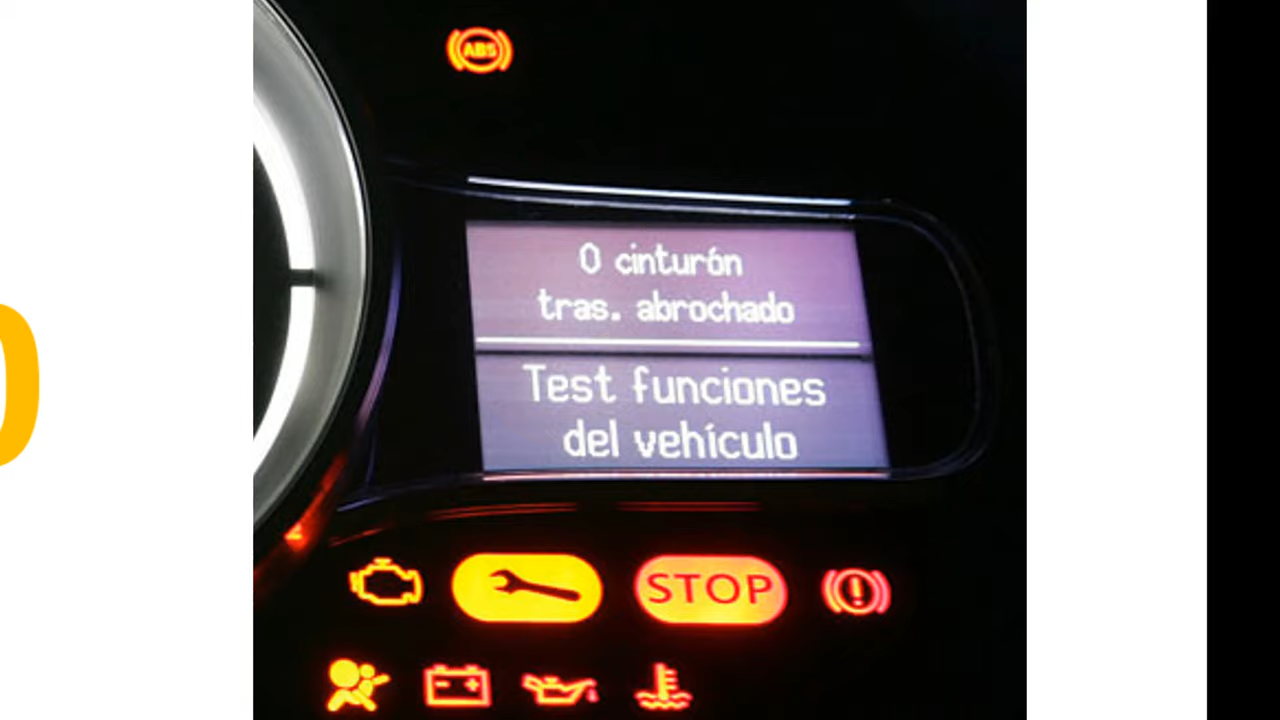 ABS
0 cinturón
tras. abrochado
Test funciones
del vehículo
STOP